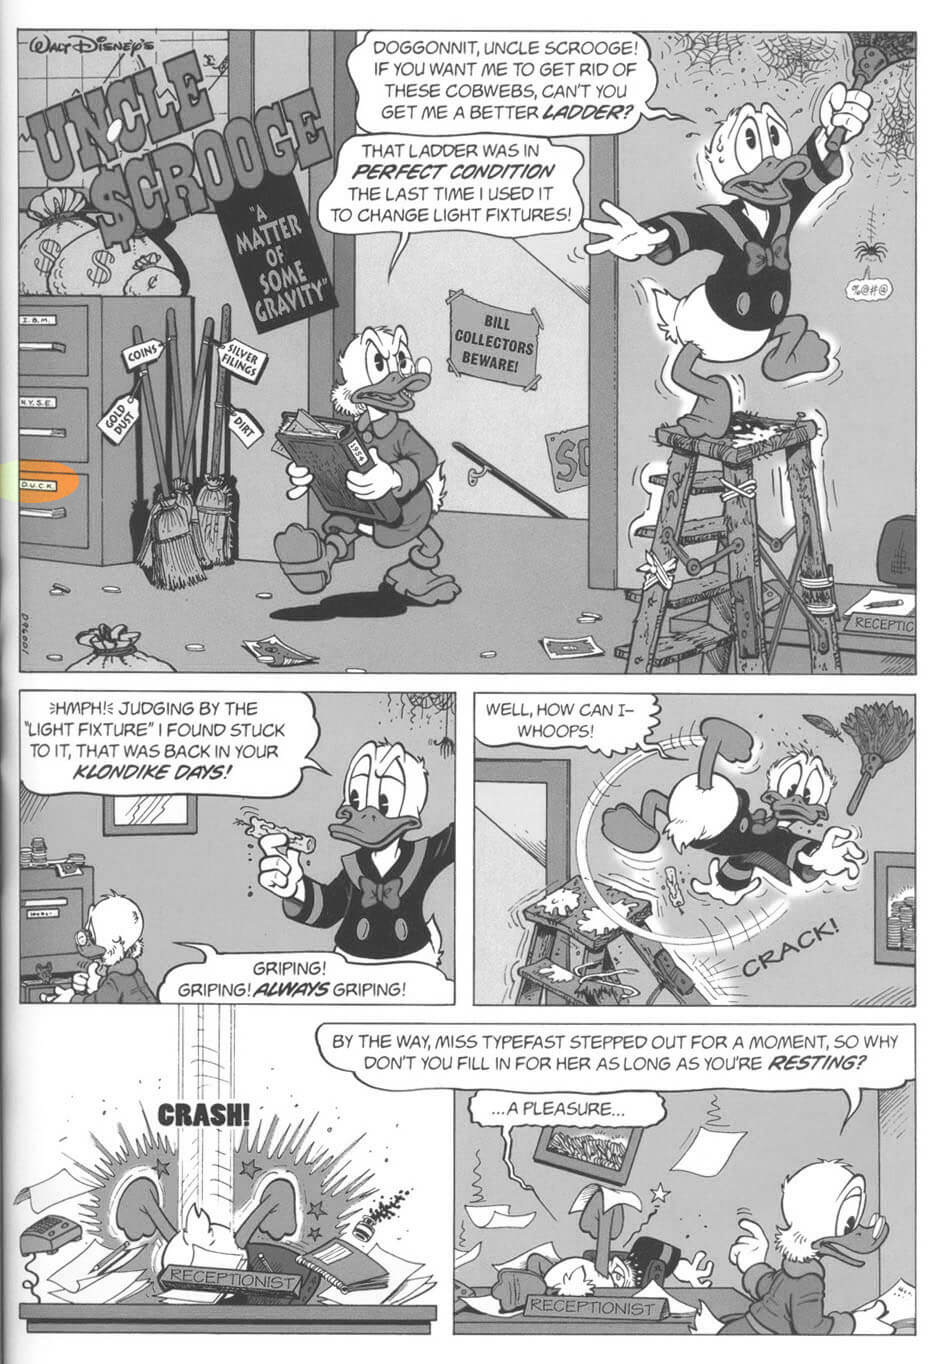 WALT DISNEY'S
UNCLE
$CROOGE
"A
MATTER
OF
SOME
GRAVITY"
DOGGONNIT, UNCLE SCROOGE!
IF YOU WANT ME TO GET RID OF
THESE COBWEBS, CAN'T YOU
GET ME A BETTER LADDER?
THAT LADDER WAS IN
PERFECT CONDITION
THE LAST TIME I USED IT
TO CHANGE LIGHT FIXTURES!
%@#@
$
$
¢
I.B.M.
N.Y.S.E.
D.U.C.K.
COINS
SILVER
FILINGS
GOLD
DUST
DIRT
1954
BILL
COLLECTORS
BEWARE!
SC
RECEPTIC
D96001
>HMPH!< JUDGING BY THE
"LIGHT FIXTURE" I FOUND STUCK
TO IT, THAT WAS BACK IN YOUR
KLONDIKE DAYS!
GRIPING!
GRIPING! ALWAYS GRIPING!
WELL, HOW CAN I–
WHOOPS!
CRACK!
CRASH!
RECEPTIONIST
BY THE WAY, MISS TYPEFAST STEPPED OUT FOR A MOMENT, SO WHY
DON'T YOU FILL IN FOR HER AS LONG AS YOU'RE RESTING?
...A PLEASURE...
RECEPTIONIST